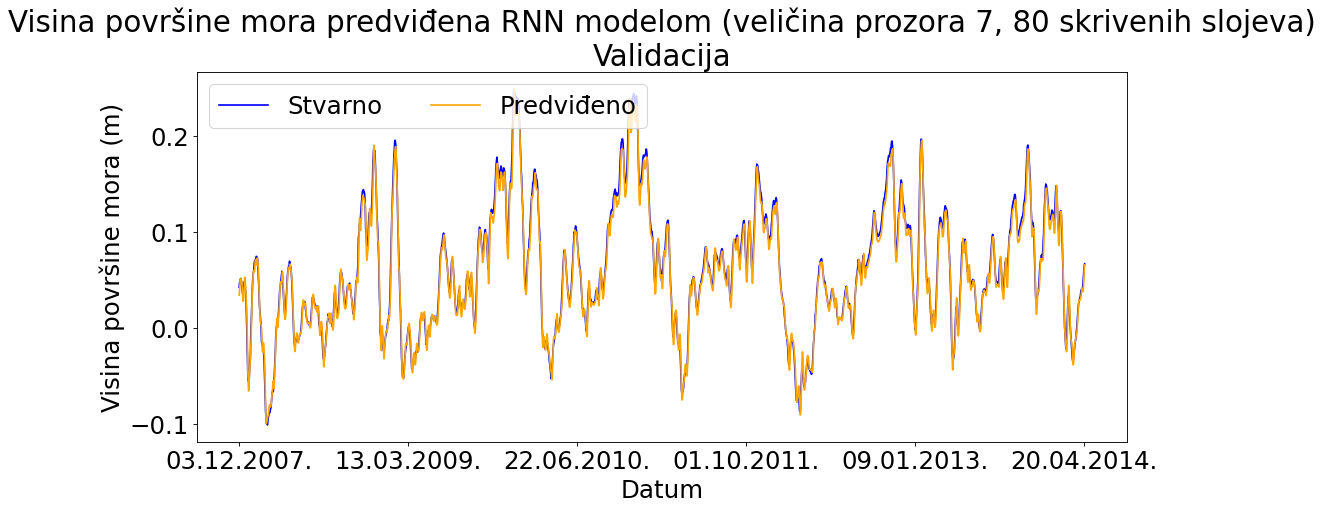 Visina površine mora predviđena RNN modelom (veličina prozora 7, 80 skrivenih slojeva)
Validacija
Stvarno Predviđeno
Visina površine mora (m)
0.2
0.1
0.0
−0.1
03.12.2007. 13.03.2009. 22.06.2010. 01.10.2011. 09.01.2013. 20.04.2014.
Datum